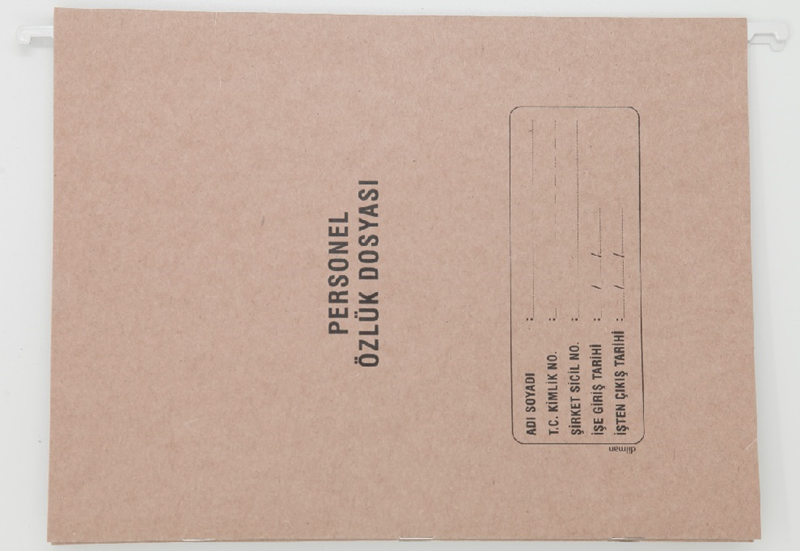 PERSONEL
ÖZLÜK DOSYASI
ADI SOYADI :
T.C. KİMLİK NO. :
ŞİRKET SİCİL NO. :
İŞE GİRİŞ TARİHİ : / /
İŞTEN ÇIKIŞ TARİHİ : / /
dilman